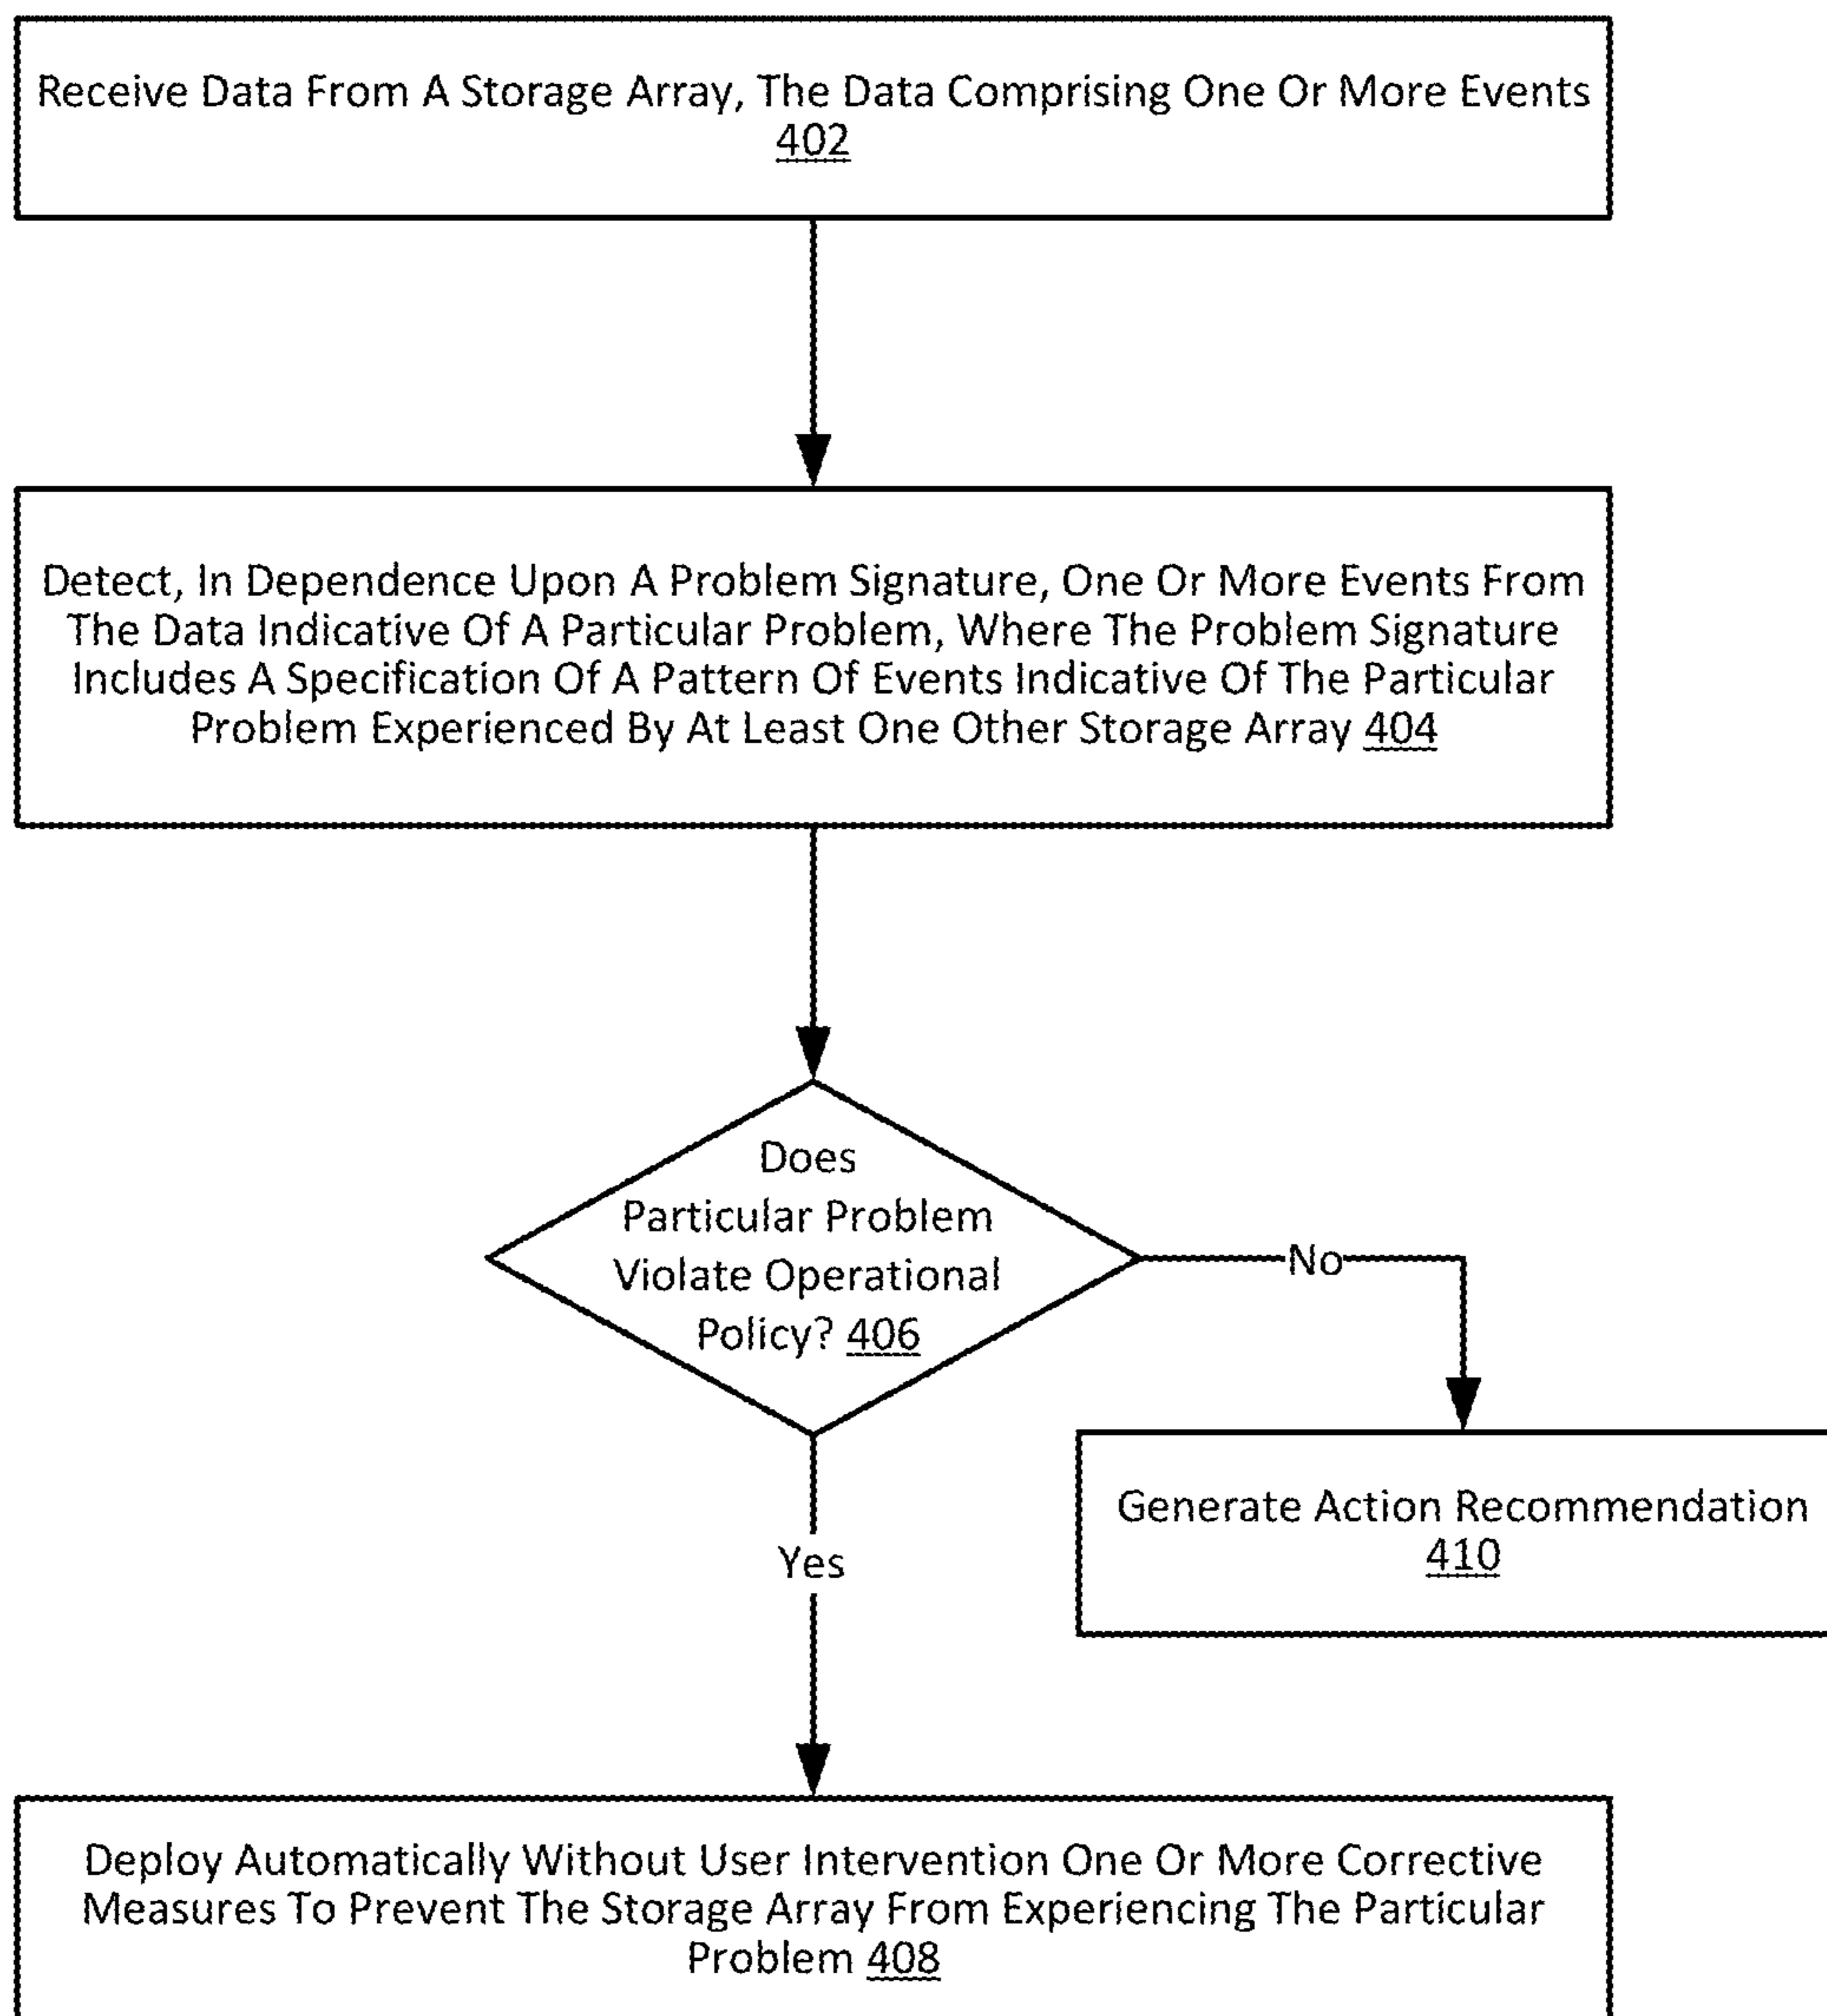 Receive Data From A Storage Array, The Data Comprising One Or More Events
402
Detect, In Dependence Upon A Problem Signature, One Or More Events From
The Data Indicative Of A Particular Problem, Where The Problem Signature
Includes A Specification Of A Pattern Of Events Indicative Of The Particular
Problem Experienced By At Least One Other Storage Array 404
Does
Particular Problem
Violate Operational
Policy? 406
No
Generate Action Recommendation
410
Yes
Deploy Automatically Without User Intervention One Or More Corrective
Measures To Prevent The Storage Array From Experiencing The Particular
Problem 408